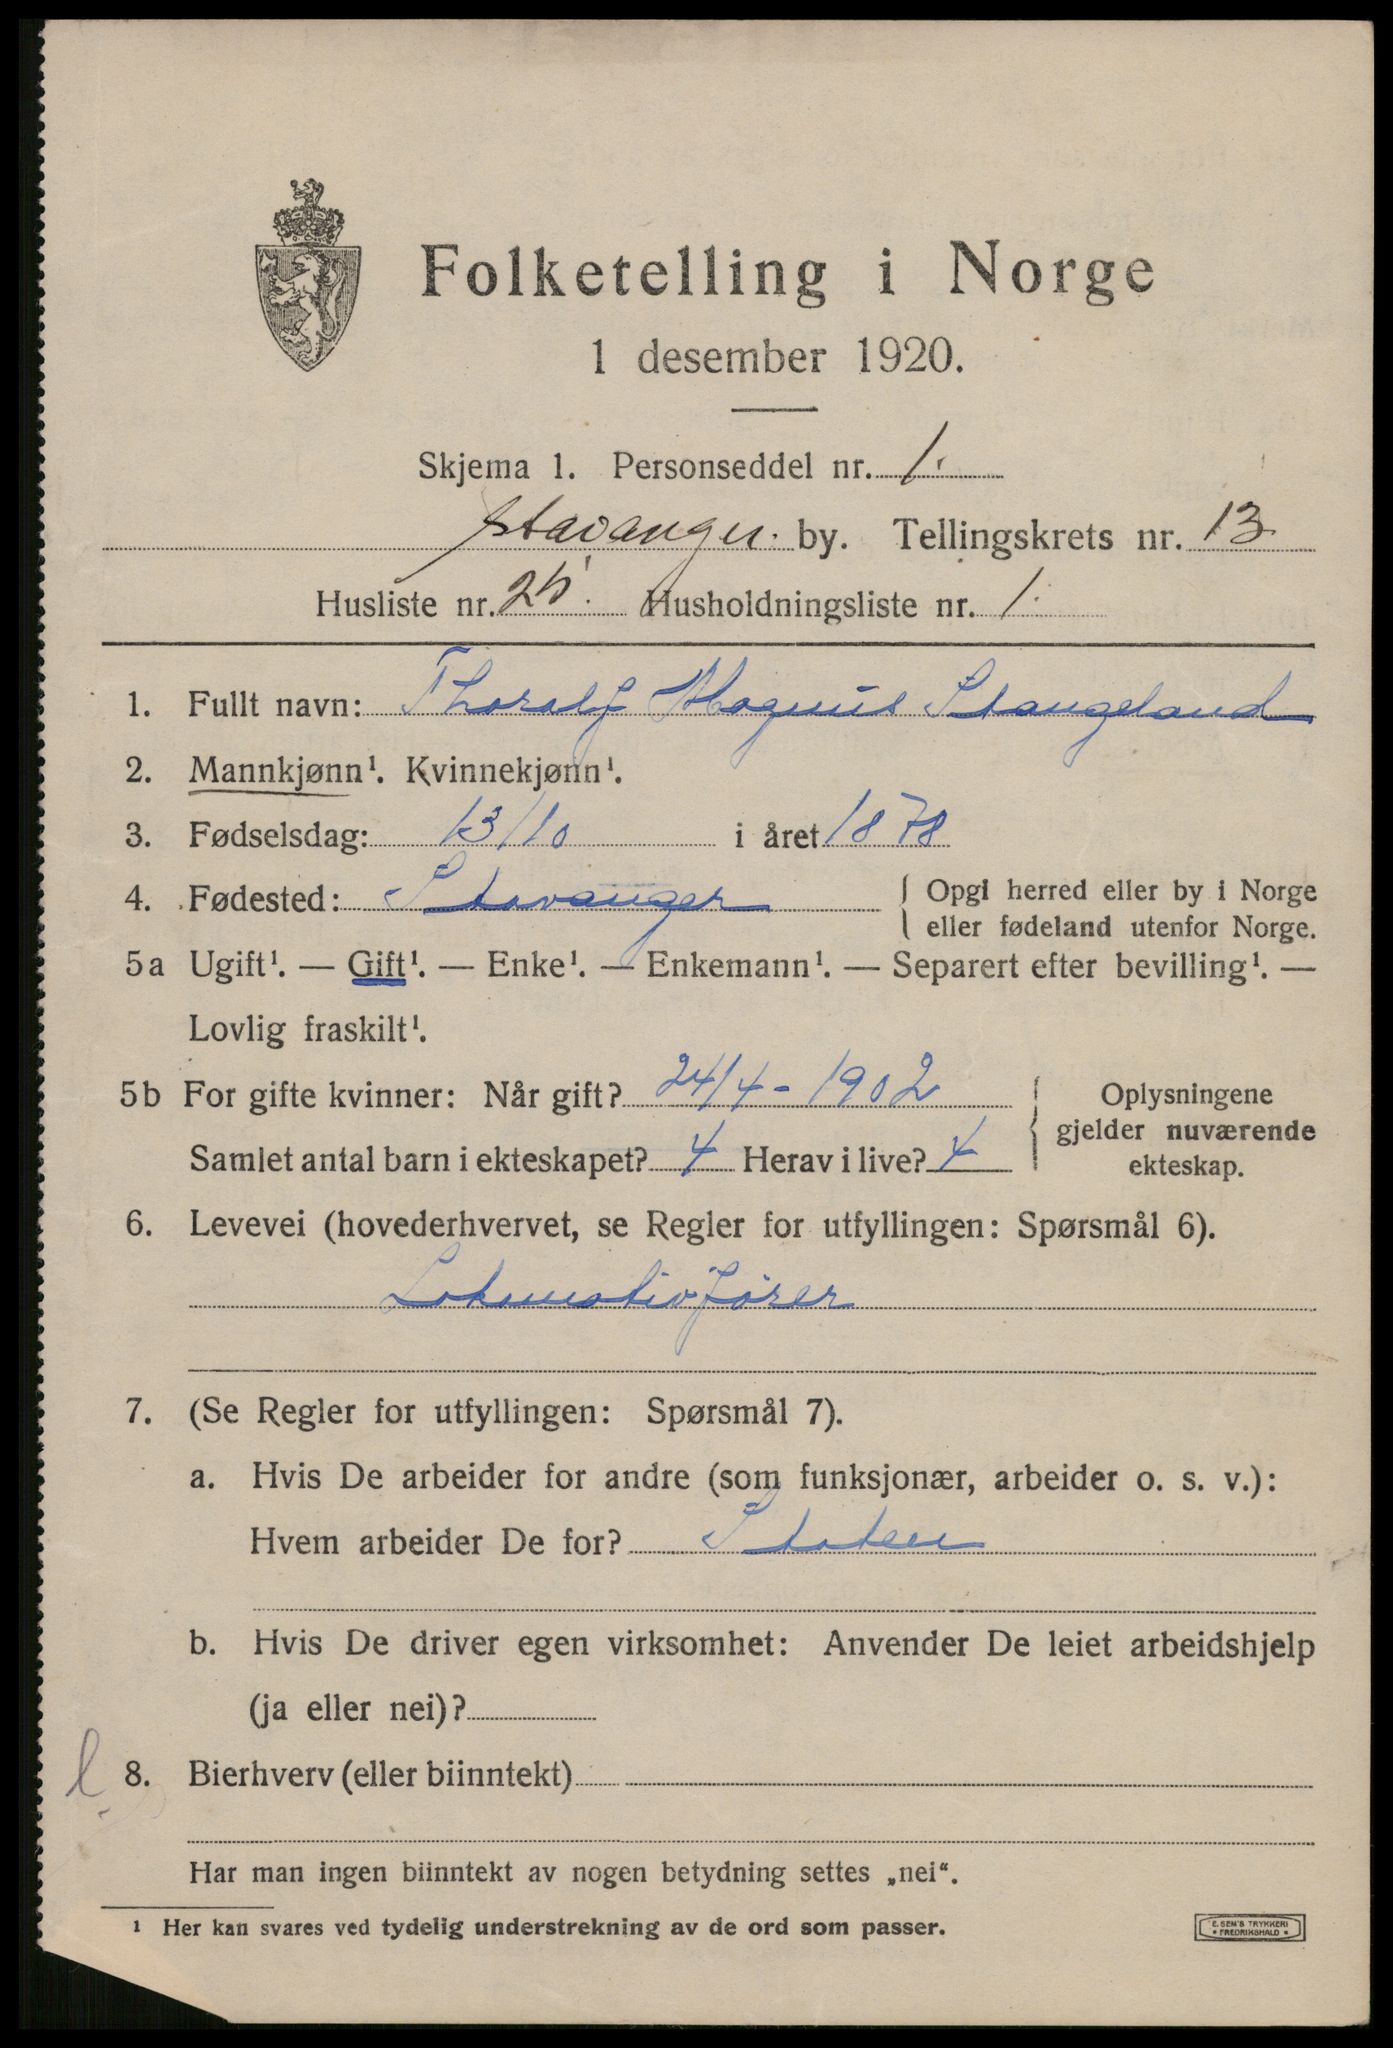 Folketelling i Norge
1 desember 1920.
Skjema 1. Personseddel nr. 1.
Stavanger. by. Tellingskrets nr. 13
Husliste nr. 25. Husholdningsliste nr. 1.
1. Fullt navn: Thoralf Magnus Stangeland
2. Mannkjønn¹. Kvinnekjønn¹.
3. Fødselsdag: 13/10 i året 1878
4. Fødested: Stavanger { Opgi herred eller by i Norge
eller fødeland utenfor Norge.
5a Ugift¹. — Gift¹. — Enke¹. — Enkemann¹. — Separert efter bevilling¹. —
Lovlig fraskilt¹.
5b For gifte kvinner: Når gift? 24/4 - 1902
Samlet antal barn i ekteskapet? 4 Herav i live? 4
{ Oplysningene
gjelder nuværende
ekteskap.
6. Levevei (hovederhvervet, se Regler for utfyllingen: Spørsmål 6).
Lokomotivfører
7. (Se Regler for utfyllingen: Spørsmål 7).
a. Hvis De arbeider for andre (som funksjonær, arbeider o. s. v.):
Hvem arbeider De for? Staten
b. Hvis De driver egen virksomhet: Anvender De leiet arbeidshjelp
(ja eller nei)?
l 8. Bierhverv (eller biinntekt)
Har man ingen biinntekt av nogen betydning settes „nei“.
¹ Her kan svares ved tydelig understrekning av de ord som passer.
E. SEM'S TRYKKERI
* FREDRIKSHALD *